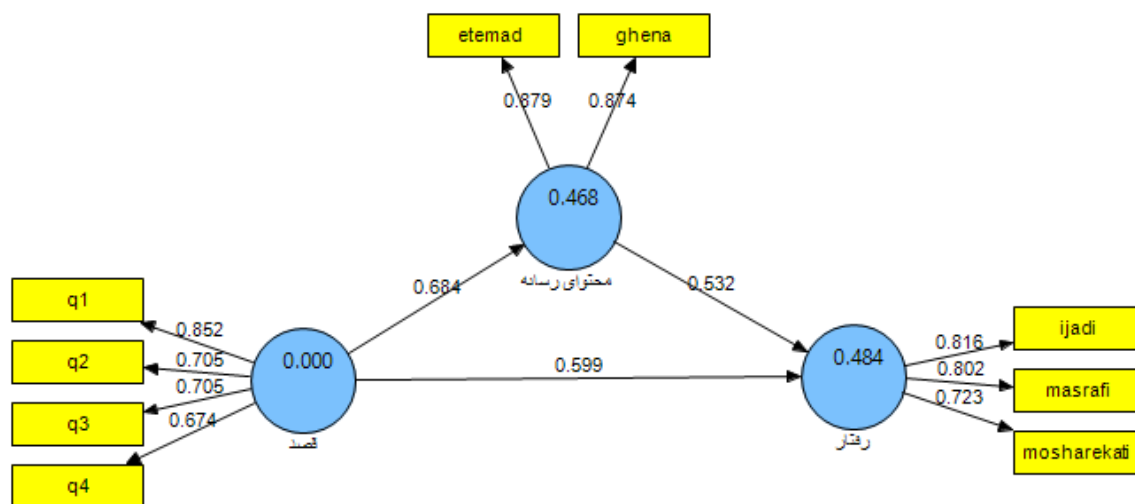 etemad
ghena
0.879
0.874
0.468
محتوای رسانه
0.684
0.532
q1
q2
q3
q4
0.852
0.705
0.705
0.674
0.000
قصد
0.599
0.484
رفتار
0.816
0.802
0.723
ijadi
masrafi
mosharekati